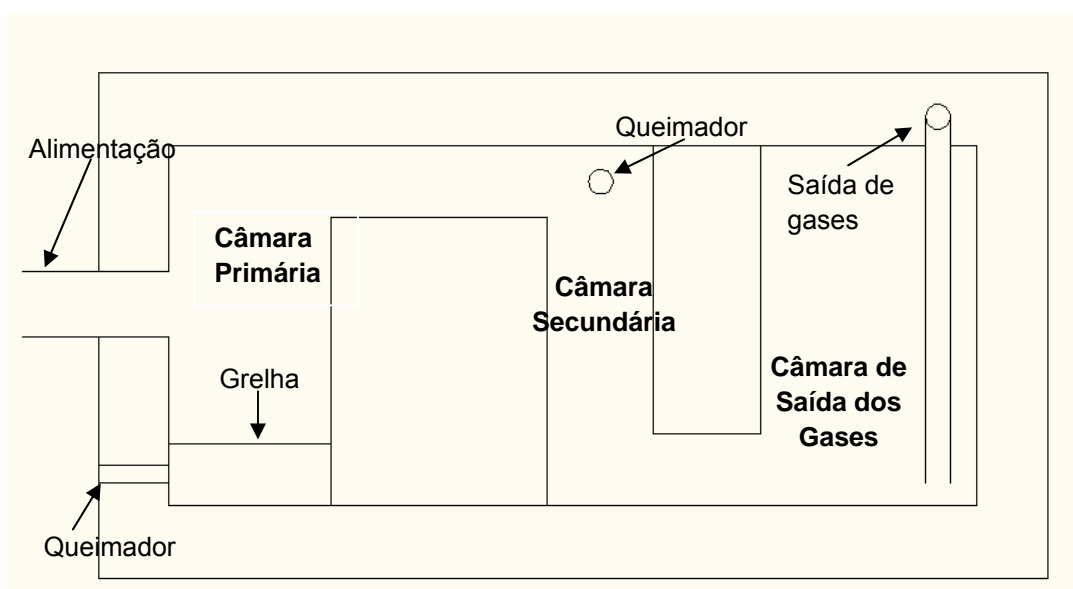 Queimador
Alimentação
Saída de
gases
Câmara
Primária
Câmara
Secundária
Câmara de
Saída dos
Gases
Grelha
Queimador